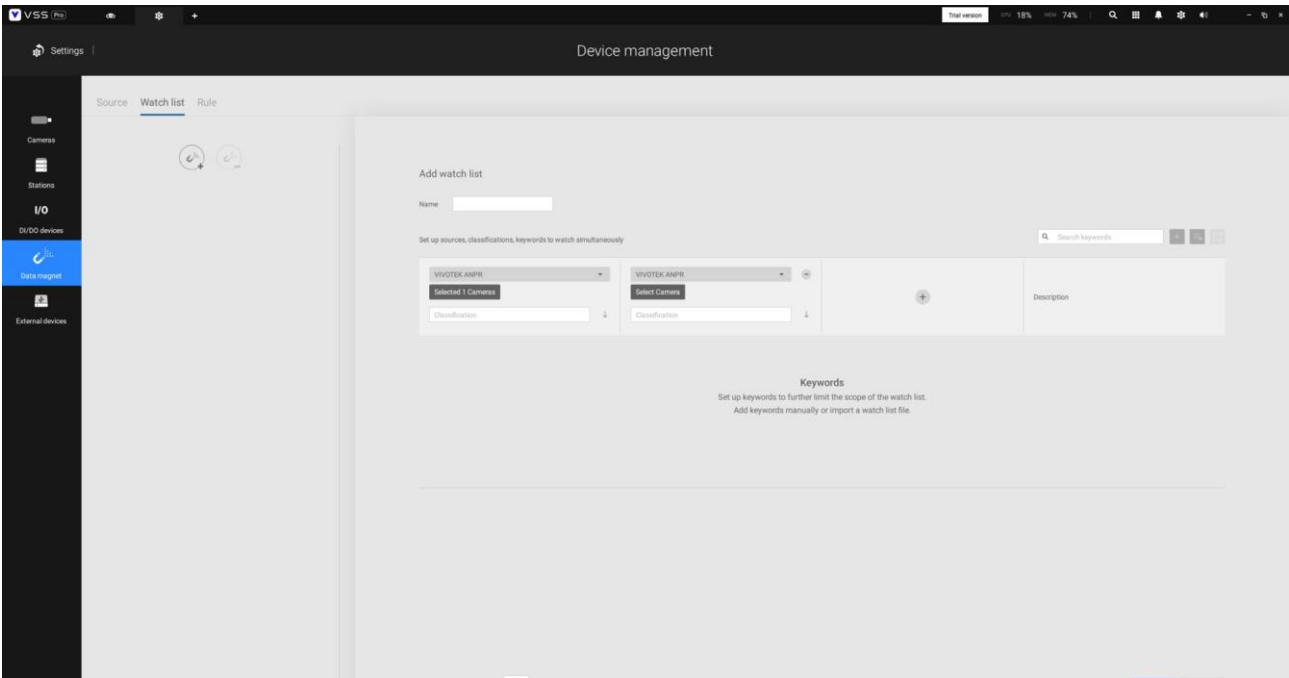 VSS Pro
Trial version CPU 18% MEM 74%
Settings
Device management
Source Watch list Rule
Cameras
Stations
I/O
DI/DO devices
Data magnet
External devices
Add watch list
Name
Set up sources, classifications, keywords to watch simultaneously
Search keywords
VIVOTEK ANPR
Selected 1 Cameras
Classification
VIVOTEK ANPR
Select Camera
Classification
Description
Keywords
Set up keywords to further limit the scope of the watch list.
Add keywords manually or import a watch list file.